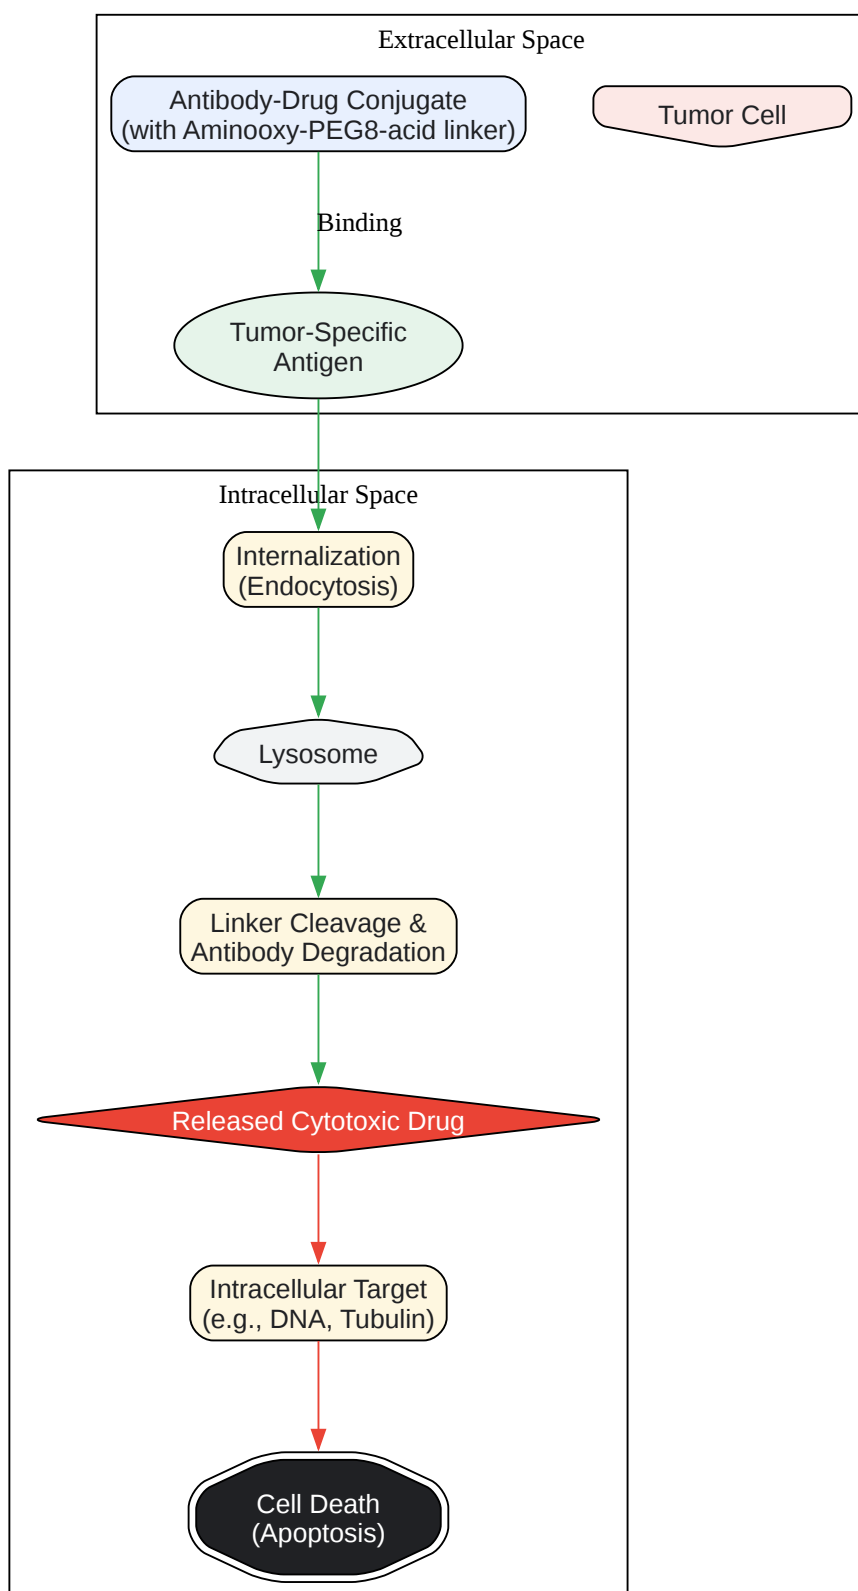 Extracellular Space
Antibody-Drug Conjugate
(with Aminooxy-PEG8-acid linker)
Tumor Cell
Binding
Tumor-Specific
Antigen
Intracellular Space
Internalization
(Endocytosis)
Lysosome
Linker Cleavage &
Antibody Degradation
Released Cytotoxic Drug
Intracellular Target
(e.g., DNA, Tubulin)
Cell Death
(Apoptosis)